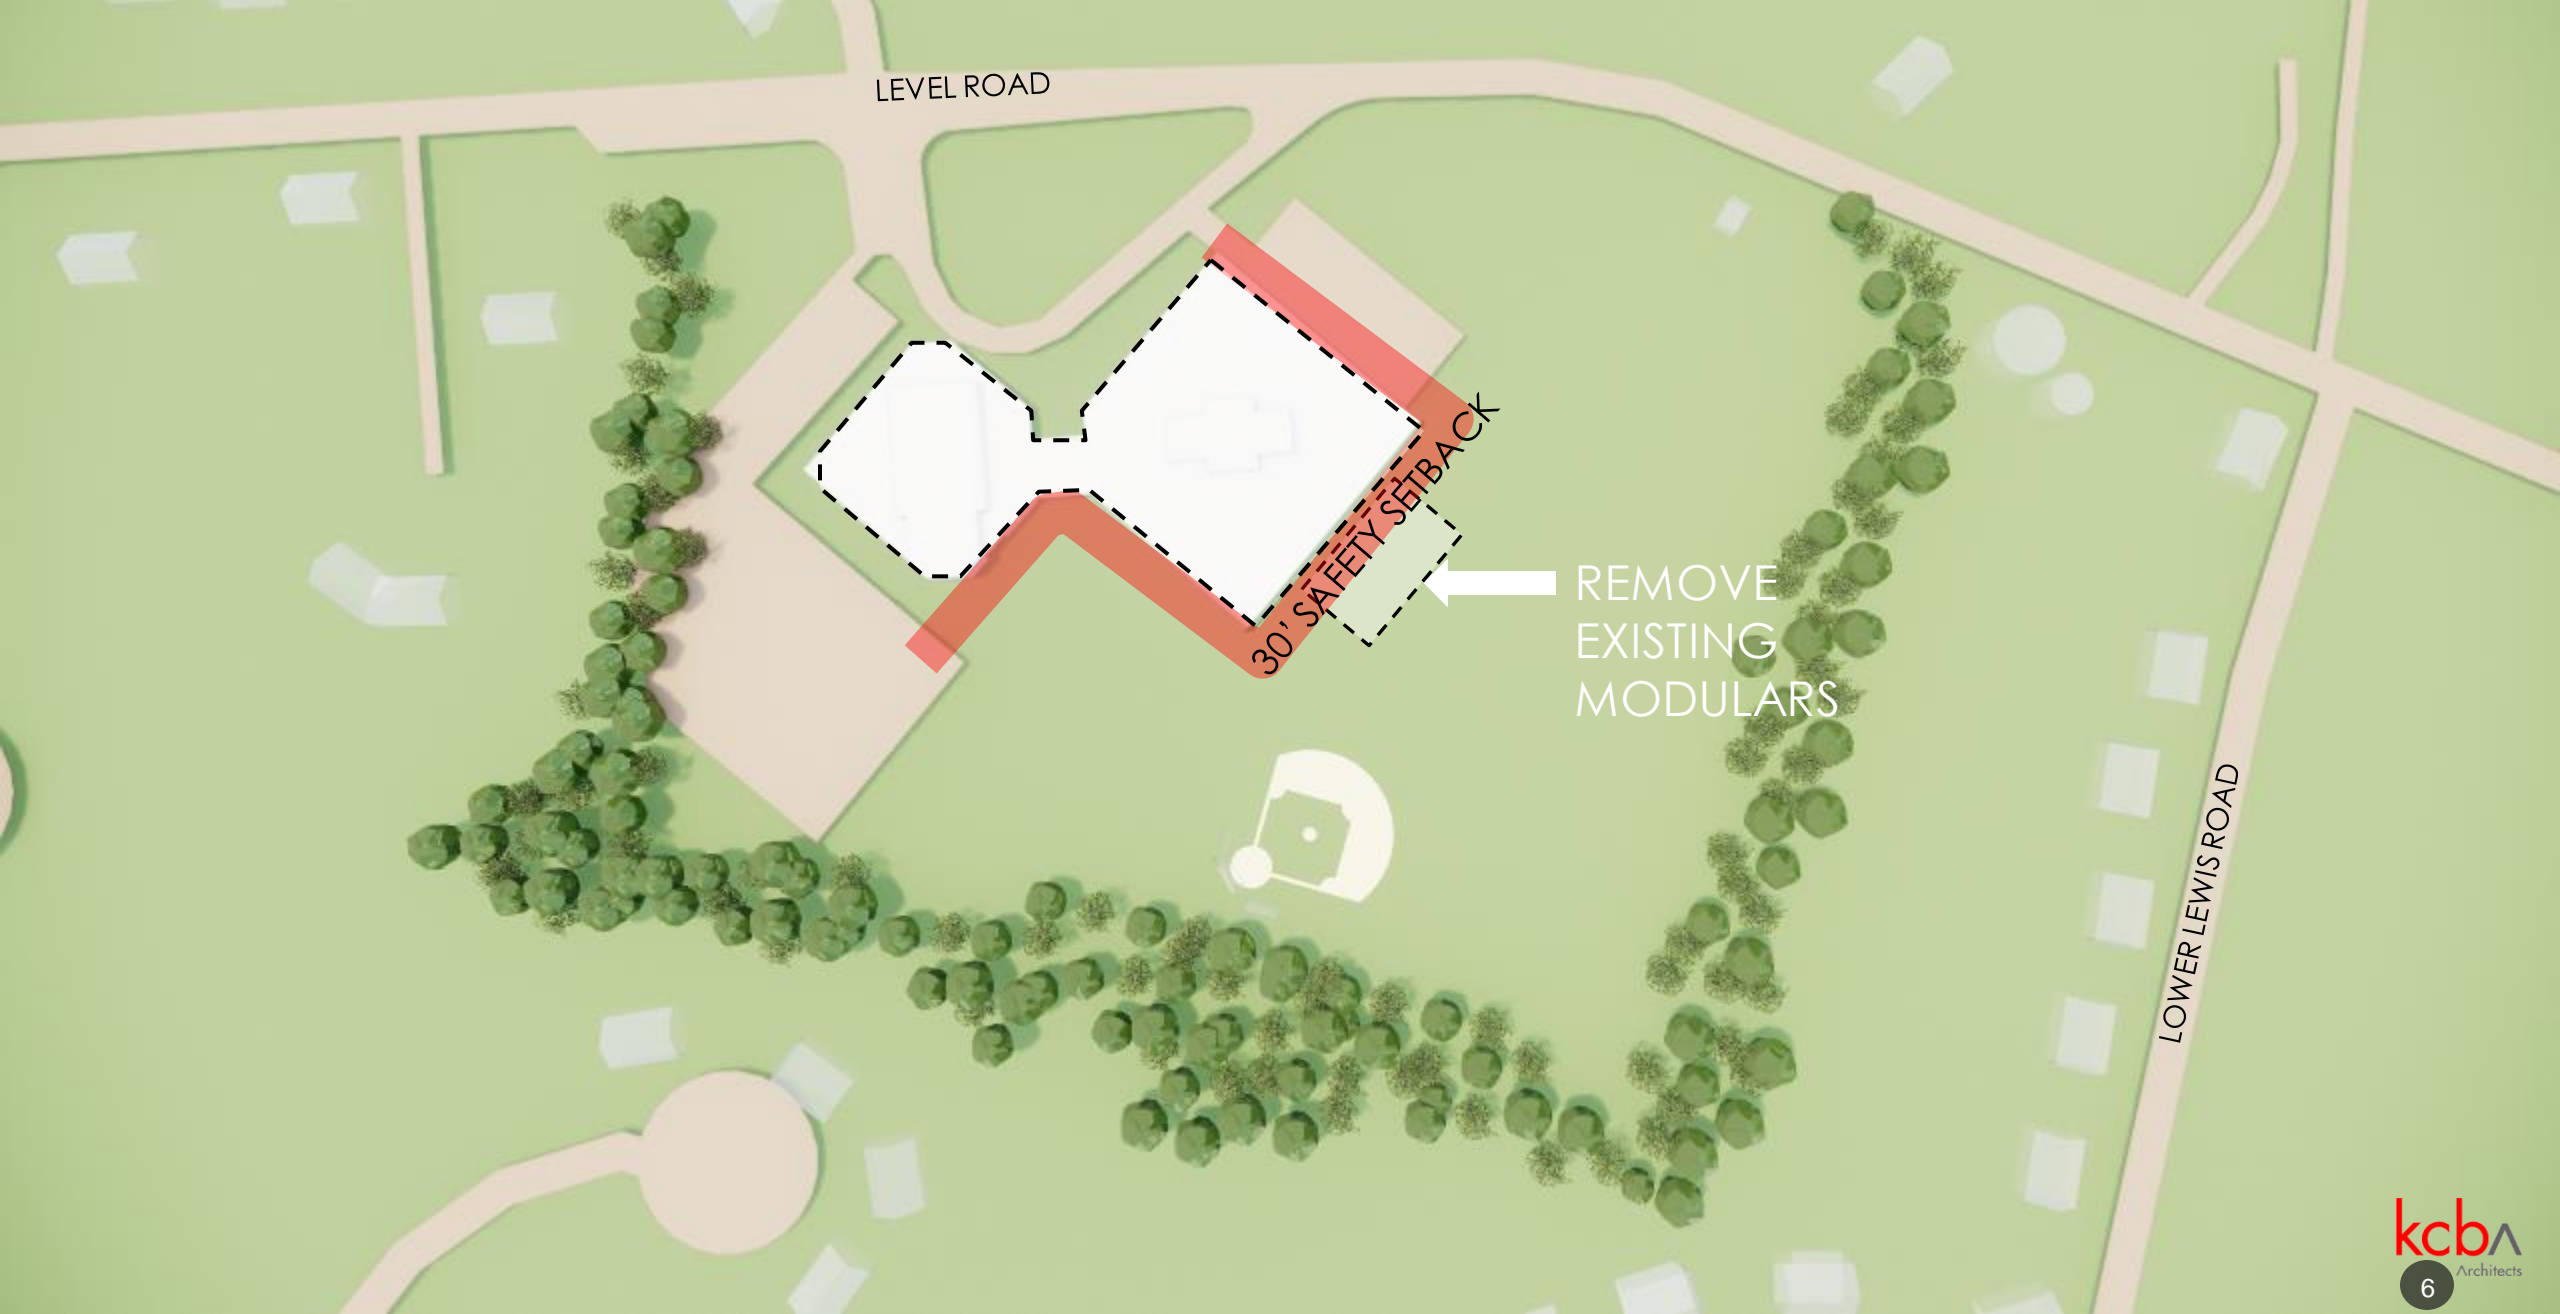 LEVEL ROAD
30' SAFETY SETBACK
REMOVE
EXISTING
MODULARS
LOWER LEWIS ROAD
kcba
Architects
6